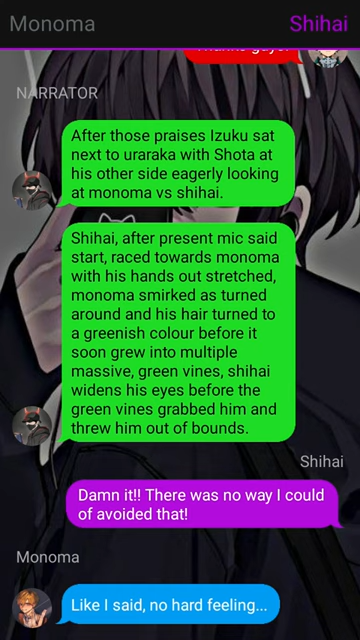 Monoma
Shihai
Thanks guys!
NARRATOR
After those praises Izuku sat
next to uraraka with Shota at
his other side eagerly looking
at monoma vs shihai.
Shihai, after present mic said
start, raced towards monoma
with his hands out stretched,
monoma smirked as turned
around and his hair turned to
a greenish colour before it
soon grew into multiple
massive, green vines, shihai
widens his eyes before the
green vines grabbed him and
threw him out of bounds.
Shihai
Damn it!! There was no way I could
of avoided that!
Monoma
Like I said, no hard feeling...